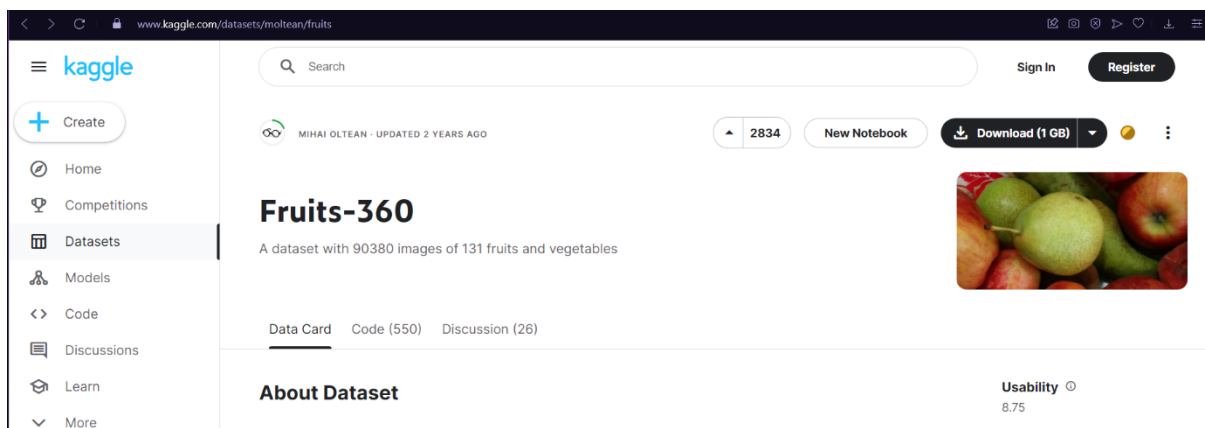 www.kaggle.com/datasets/moltean/fruits
kaggle
Search
Sign In
Register
Create
MIHAI OLTEAN · UPDATED 2 YEARS AGO
2834
New Notebook
Download (1 GB)
Home
Competitions
Datasets
Models
Code
Discussions
Learn
More
Fruits-360
A dataset with 90380 images of 131 fruits and vegetables
Data Card Code (550) Discussion (26)
About Dataset
Usability
8.75